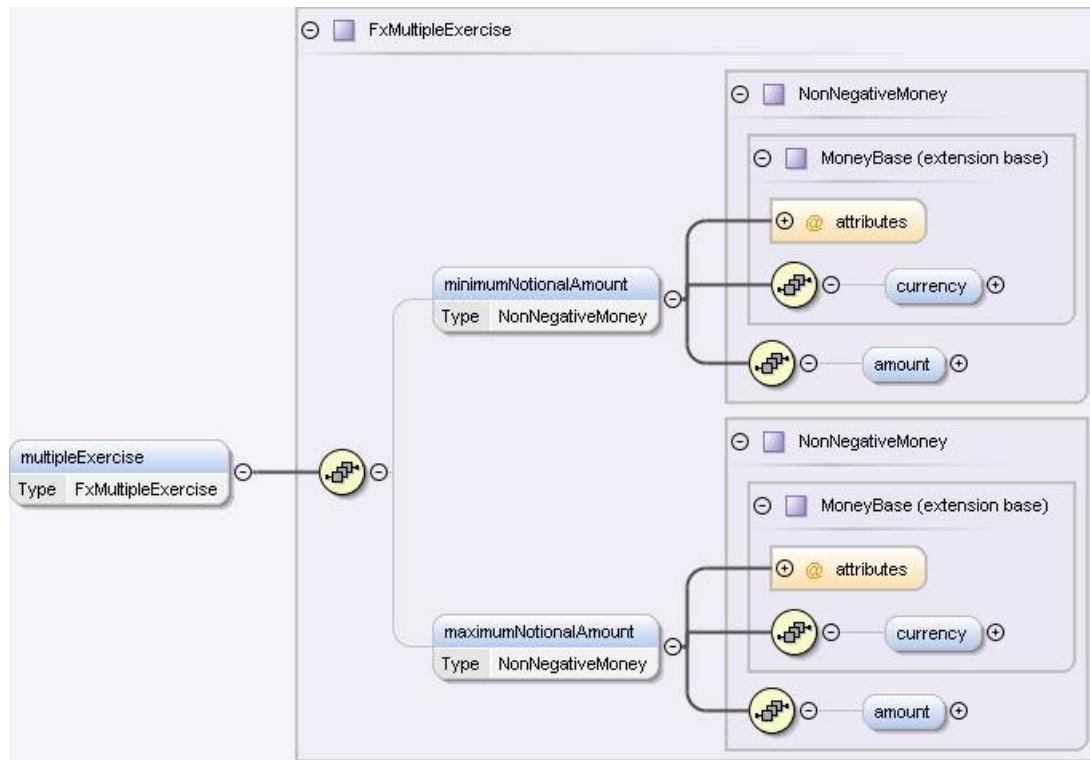 FxMultipleExercise
NonNegativeMoney
MoneyBase (extension base)
@ attributes
minimumNotionalAmount
Type NonNegativeMoney
currency
amount
multipleExercise
Type FxMultipleExercise
NonNegativeMoney
MoneyBase (extension base)
@ attributes
maximumNotionalAmount
Type NonNegativeMoney
currency
amount